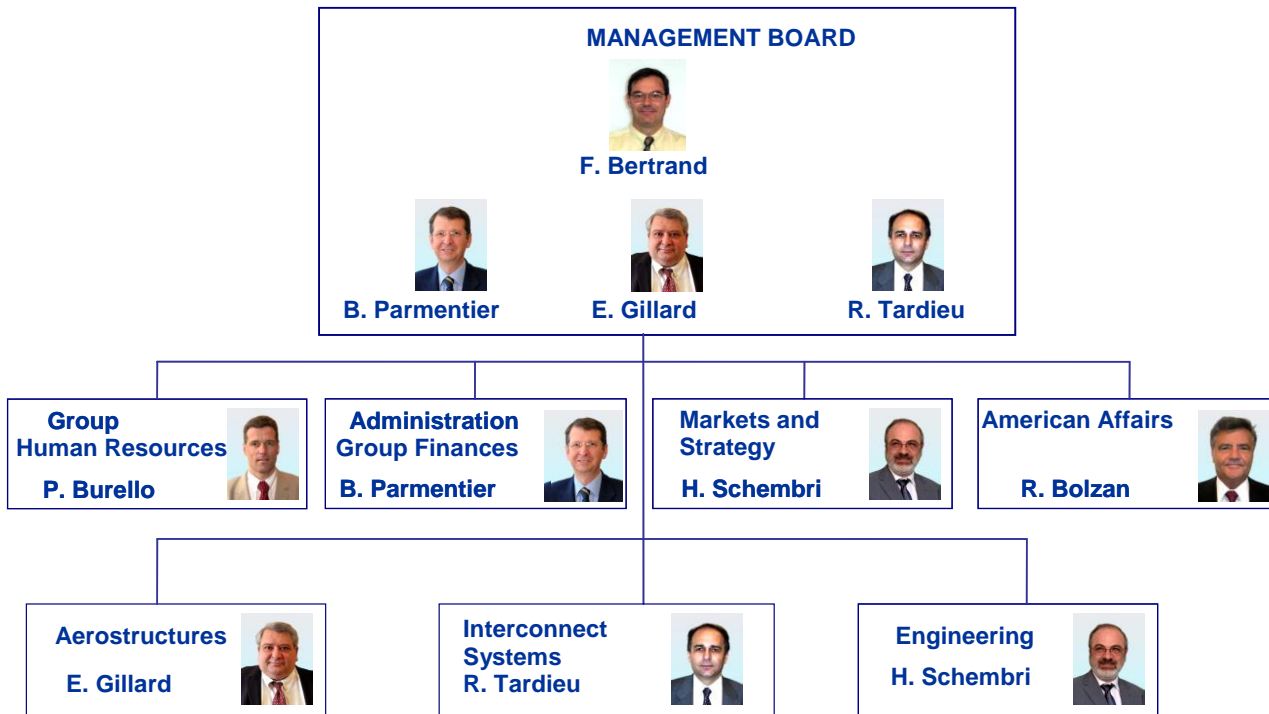 MANAGEMENT BOARD
F. Bertrand
B. Parmentier
E. Gillard
R. Tardieu
Group
Human Resources
P. Burello
Administration
Group Finances
B. Parmentier
Markets and
Strategy
H. Schembri
American Affairs
R. Bolzan
Aerostructures
E. Gillard
Interconnect
Systems
R. Tardieu
Engineering
H. Schembri